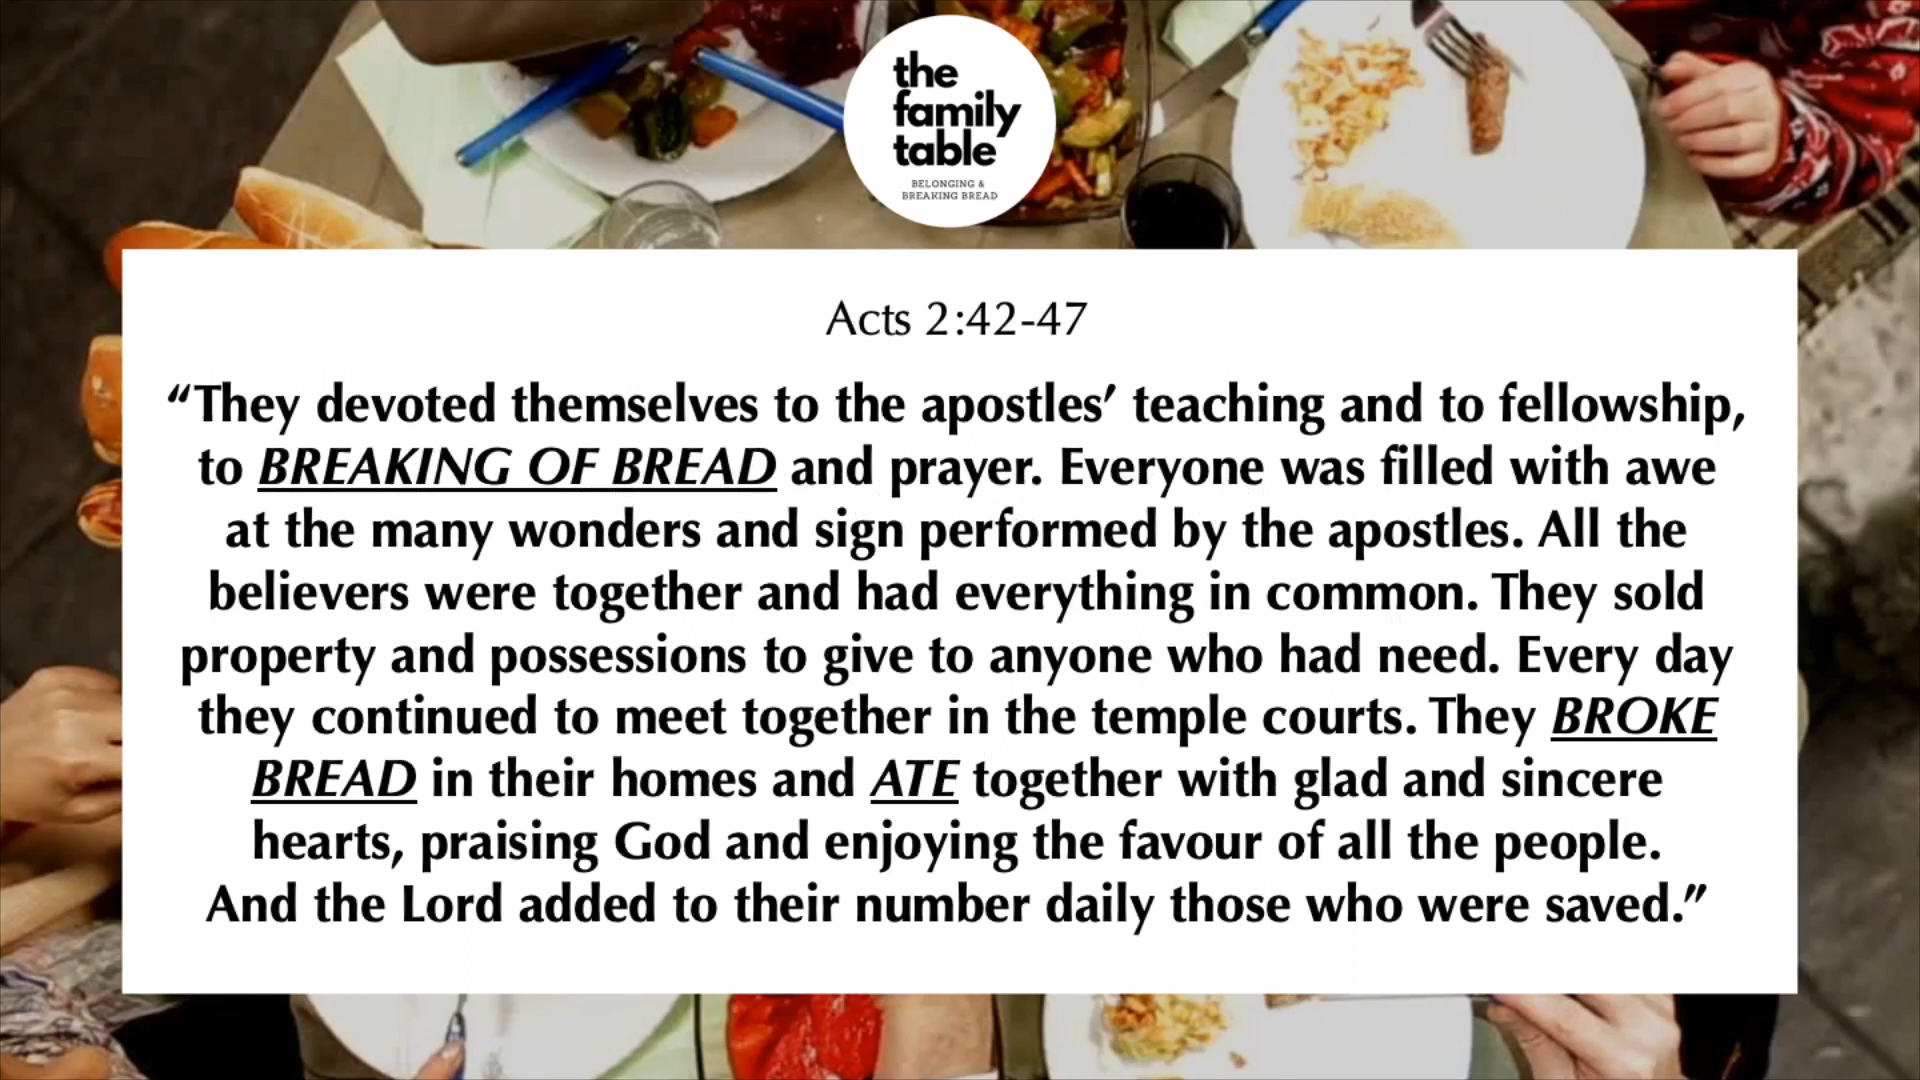 the
family
table
BELONGING &
BREAKING BREAD
Acts 2:42-47
“They devoted themselves to the apostles’ teaching and to fellowship,
to BREAKING OF BREAD and prayer. Everyone was filled with awe
at the many wonders and sign performed by the apostles. All the
believers were together and had everything in common. They sold
property and possessions to give to anyone who had need. Every day
they continued to meet together in the temple courts. They BROKE
BREAD in their homes and ATE together with glad and sincere
hearts, praising God and enjoying the favour of all the people.
And the Lord added to their number daily those who were saved.”